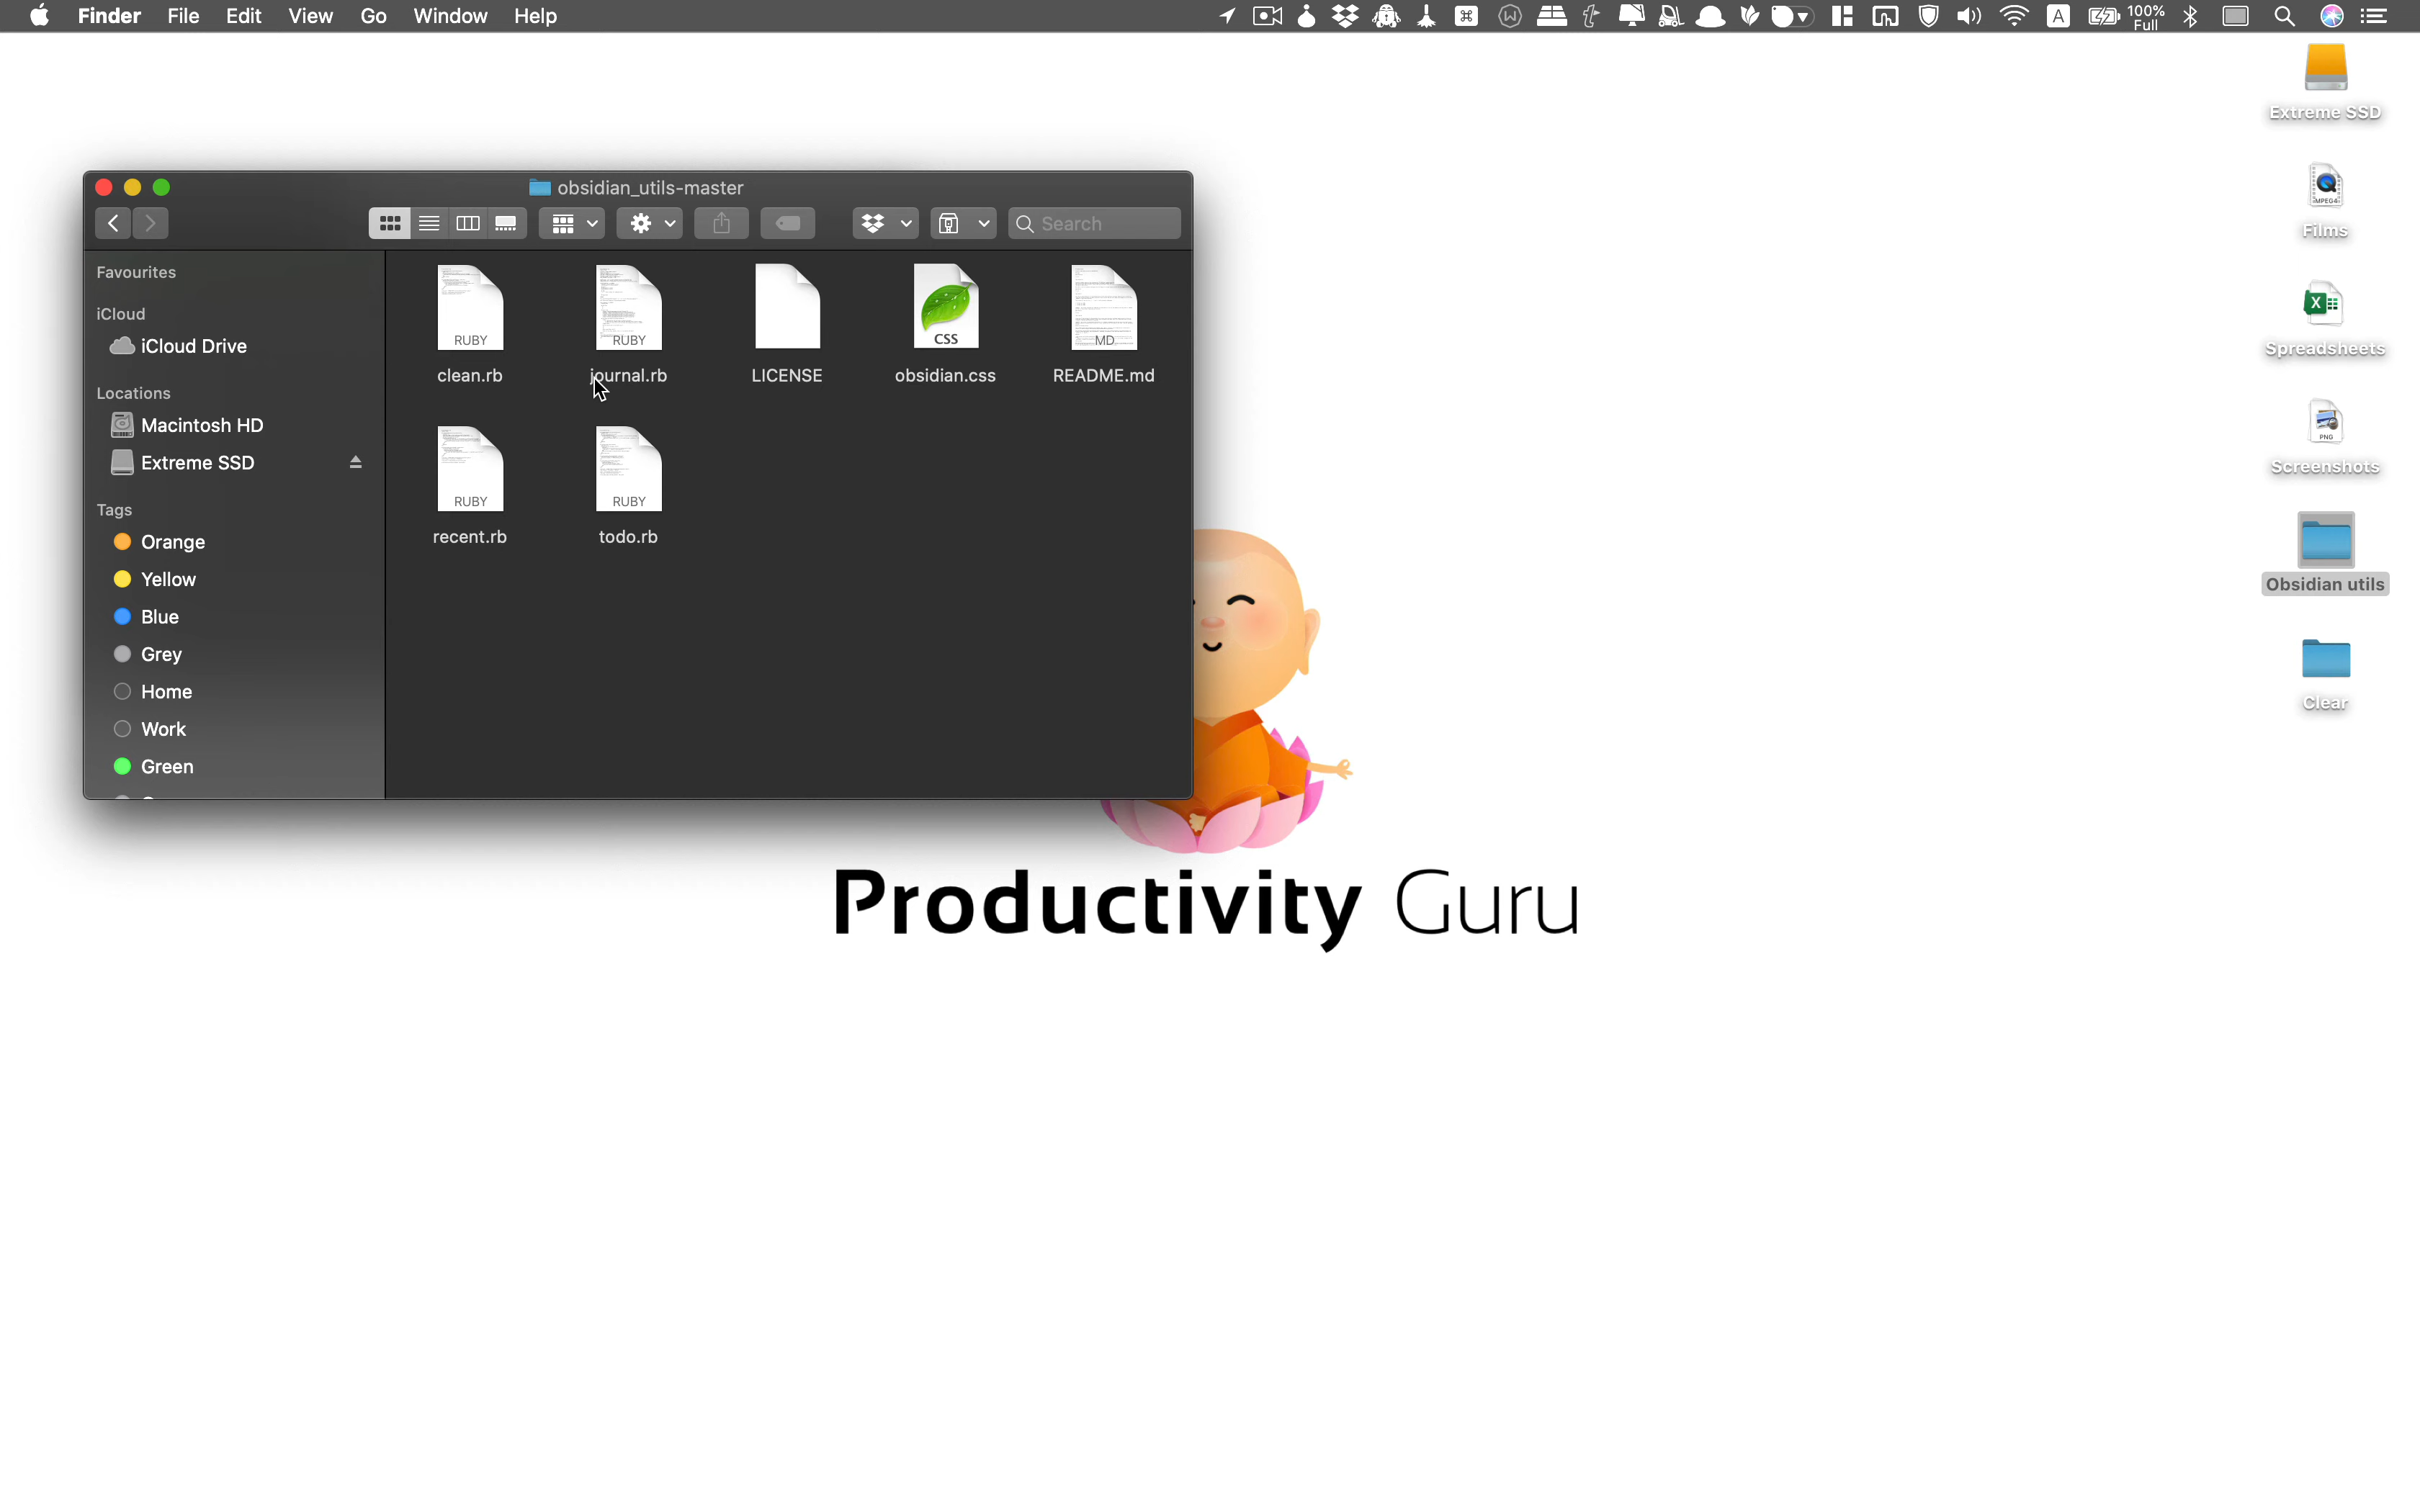 Finder File Edit View Go Window Help
A 100%
Full
obsidian_utils-master
Search
Favourites
iCloud
iCloud Drive
Locations
Macintosh HD
Extreme SSD
Tags
Orange
Yellow
Blue
Grey
Home
Work
Green
RUBY RUBY CSS MD
clean.rb journal.rb LICENSE obsidian.css README.md
RUBY RUBY
recent.rb todo.rb
Extreme SSD
MPEG4
Films
X
Spreadsheets
PNG
Screenshots
Obsidian utils
Clear
Productivity Guru